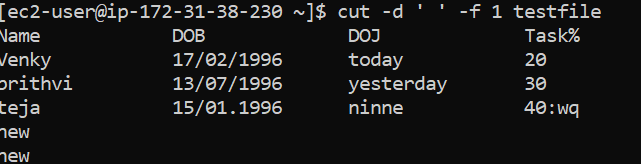 [ec2-user@ip-172-31-38-230 ~]$ cut -d ' ' -f 1 testfile
Name DOB DOJ Task%
Venky 17/02/1996 today 20
prithvi 13/07/1996 yesterday 30
teja 15/01.1996 ninne 40:wq
new
new